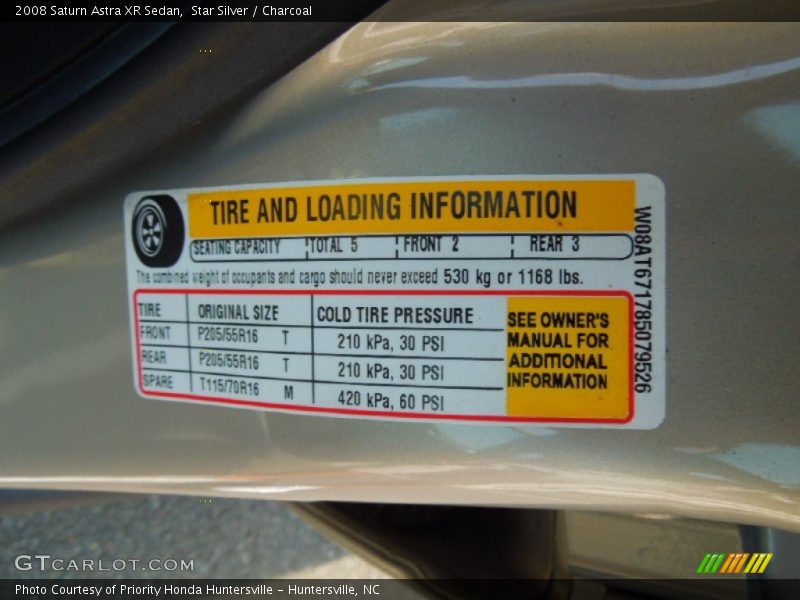 2008 Saturn Astra XR Sedan, Star Silver / Charcoal
TIRE AND LOADING INFORMATION
SEATING CAPACITY TOTAL 5 FRONT 2 REAR 3
The combined weight of occupants and cargo should never exceed 530 kg or 1168 lbs.
TIRE ORIGINAL SIZE COLD TIRE PRESSURE
FRONT P205/55R16 T 210 kPa, 30 PSI
REAR P205/55R16 T 210 kPa, 30 PSI
SPARE T115/70R16 M 420 kPa, 60 PSI
SEE OWNER'S
MANUAL FOR
ADDITIONAL
INFORMATION
W08AT671785079526
GTCARLOT.COM
Photo Courtesy of Priority Honda Huntersville – Huntersville, NC